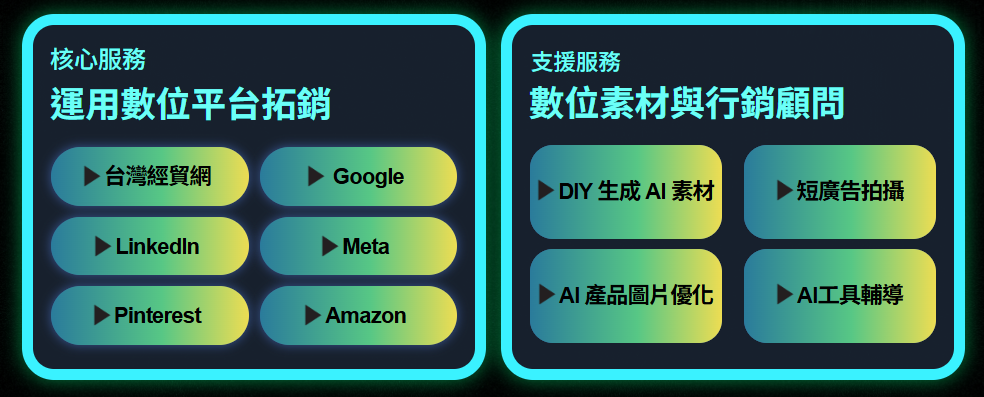 核心服務
運用數位平台拓銷
▶台灣經貿網
▶ Google
▶LinkedIn
▶Meta
▶Pinterest
▶Amazon
支援服務
數位素材與行銷顧問
▶DIY 生成 AI 素材
▶短廣告拍攝
▶AI 產品圖片優化
▶AI工具輔導